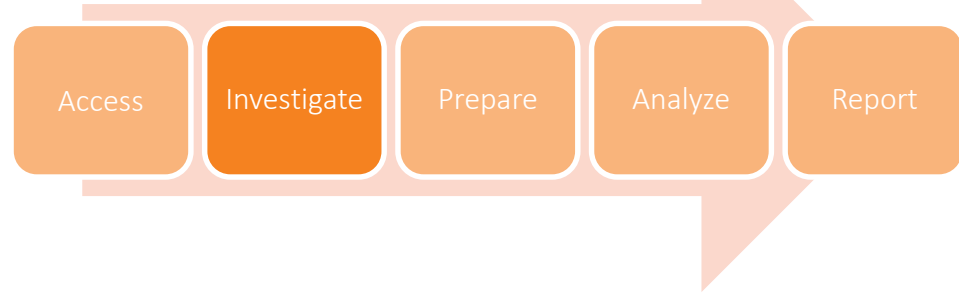 Access
Investigate
Prepare
Analyze
Report